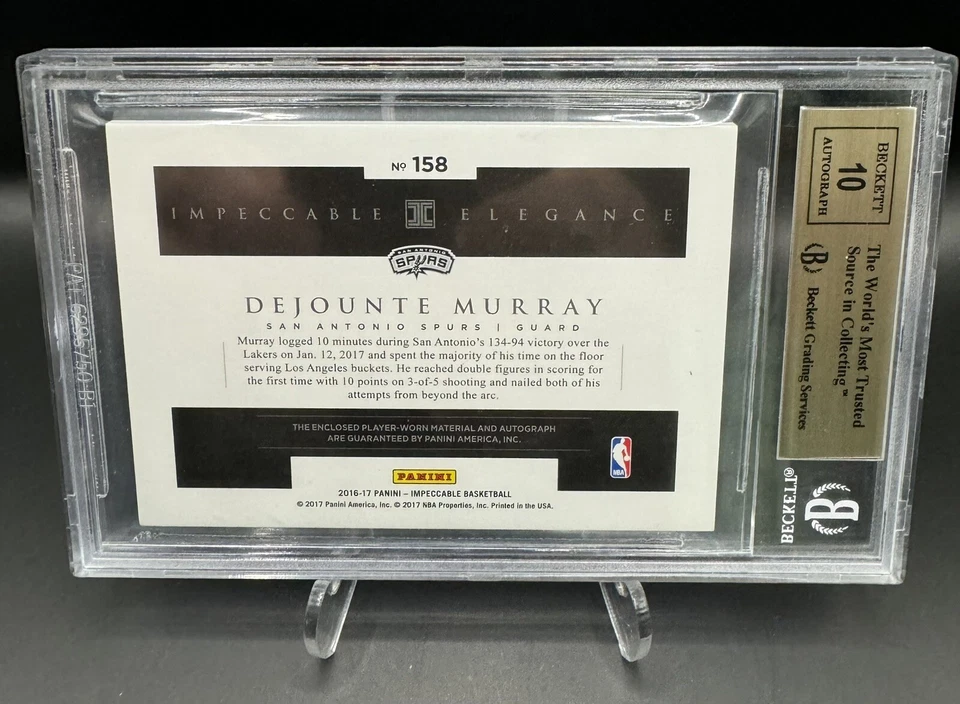 № 158
IMPECCABLE ELEGANCE
SAN ANTONIO
SPURS
DEJOUNTE MURRAY
SAN ANTONIO SPURS | GUARD
Murray logged 10 minutes during San Antonio's 134-94 victory over the
Lakers on Jan. 12, 2017 and spent the majority of his time on the floor
serving Los Angeles buckets. He reached double figures in scoring for
the first time with 10 points on 3-of-5 shooting and nailed both of his
attempts from beyond the arc.
THE ENCLOSED PLAYER-WORN MATERIAL AND AUTOGRAPH
ARE GUARANTEED BY PANINI AMERICA, INC.
NBA
PANINI
2016-17 PANINI – IMPECCABLE BASKETBALL
© 2017 Panini America, Inc. © 2017 NBA Properties, Inc. Printed in the USA.
BECKETT
10
AUTOGRAPH
The World's Most Trusted
Source in Collecting™
B
Beckett Grading Services
B